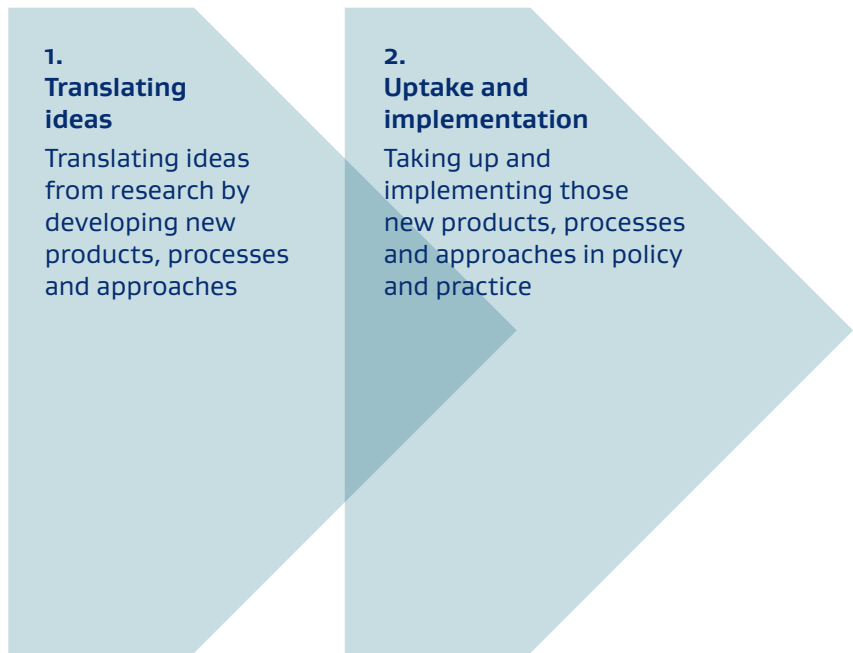 1.
Translating
ideas
Translating ideas
from research by
developing new
products, processes
and approaches
2.
Uptake and
implementation
Taking up and
implementing those
new products, processes
and approaches in policy
and practice